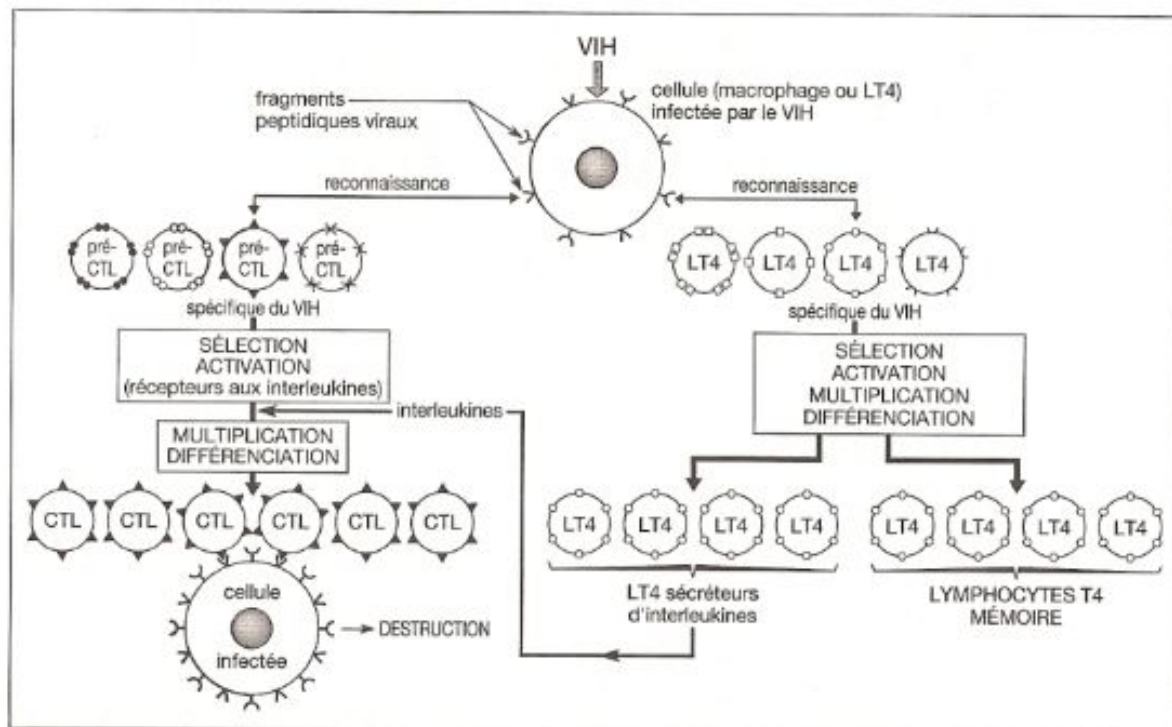 VIH
cellule (macrophage ou LT4)
infectée par le VIH
fragments
peptidiques viraux
reconnaissance
reconnaissance
pré-
CTL
pré-
CTL
pré-
CTL
pré-
CTL
LT4
LT4
LT4
LT4
spécifique du VIH
spécifique du VIH
SÉLECTION
ACTIVATION
(récepteurs aux interleukines)
SÉLECTION
ACTIVATION
MULTIPLICATION
DIFFÉRENCIATION
interleukines
MULTIPLICATION
DIFFÉRENCIATION
CTL
CTL
CTL
CTL
CTL
CTL
LT4
LT4
LT4
LT4
LT4
LT4
LT4
LT4
cellule
infectée
DESTRUCTION
LT4 sécréteurs
d'interleukines
LYMPHOCYTES T4
MÉMOIRE